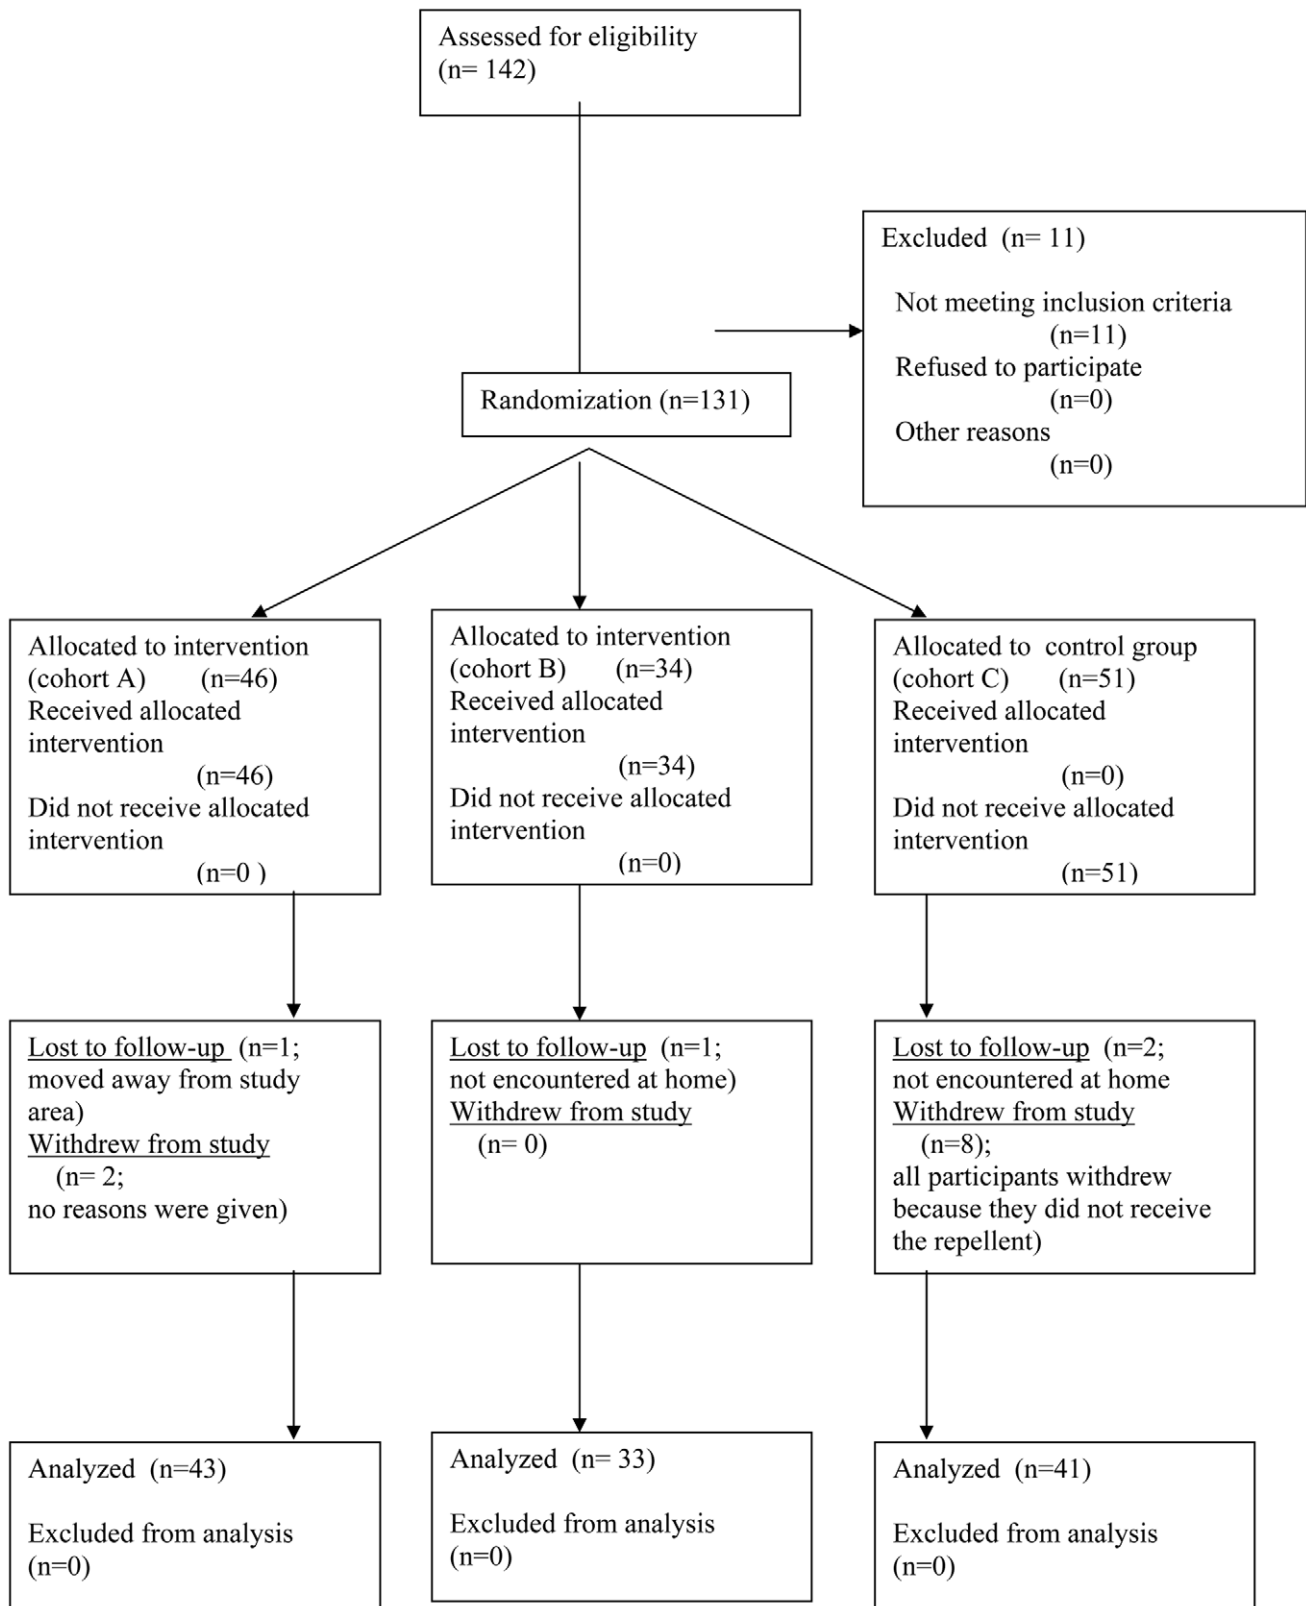 Assessed for eligibility
(n= 142)
Excluded  (n= 11)
Not meeting inclusion criteria
(n=11)
Refused to participate
(n=0)
Other reasons
(n=0)
Randomization (n=131)
Allocated to intervention
(cohort A)        (n=46)
Received allocated
intervention
(n=46)
Did not receive allocated
intervention
(n=0 )
Allocated to intervention
(cohort B)        (n=34)
Received allocated
intervention
(n=34)
Did not receive allocated
intervention
(n=0)
Allocated to  control group
(cohort C)       (n=51)
Received allocated
intervention
(n=0)
Did not receive allocated
intervention
(n=51)
Lost to follow-up  (n=1;
moved away from study
area)
Withdrew from study
(n= 2;
no reasons were given)
Lost to follow-up  (n=1;
not encountered at home)
Withdrew from study
(n= 0)
Lost to follow-up  (n=2;
not encountered at home
Withdrew from study
(n=8);
all participants withdrew
because they did not receive
the repellent)
Analyzed  (n=43)
Excluded from analysis
(n=0)
Analyzed  (n= 33)
Excluded from analysis
(n=0)
Analyzed  (n=41)
Excluded from analysis
(n=0)